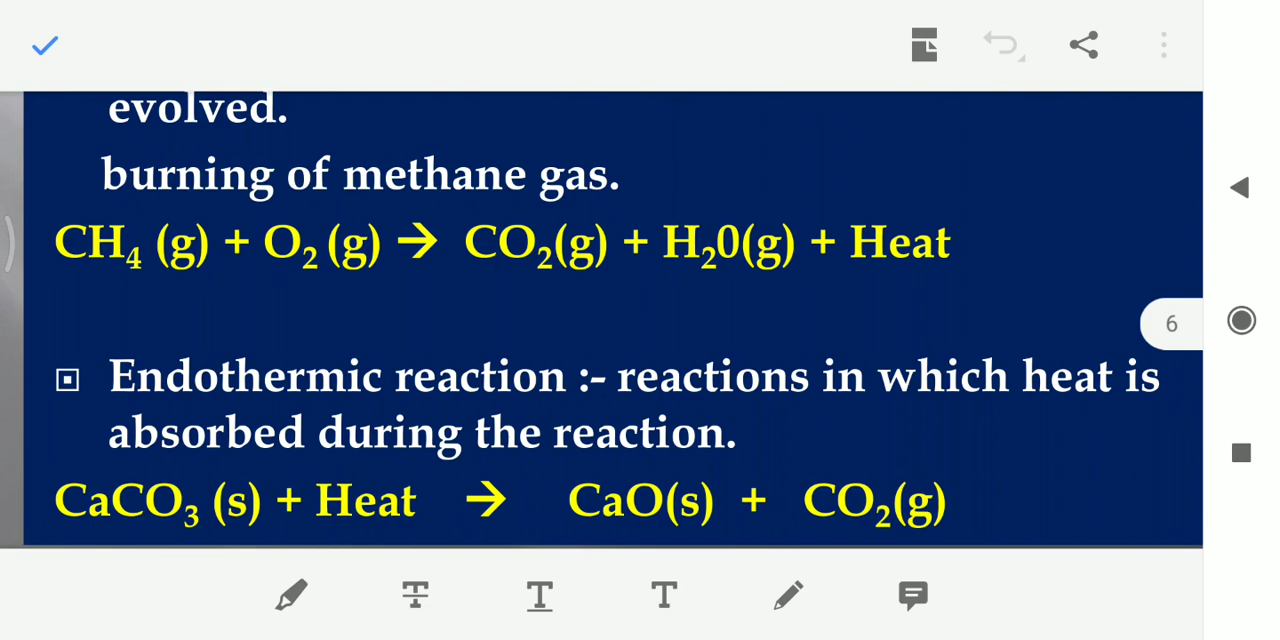 evolved.
burning of methane gas.
CH₄ (g) + O₂ (g) → CO₂(g) + H₂0(g) + Heat
6
Endothermic reaction :- reactions in which heat is
absorbed during the reaction.
CaCO₃ (s) + Heat → CaO(s) + CO₂(g)